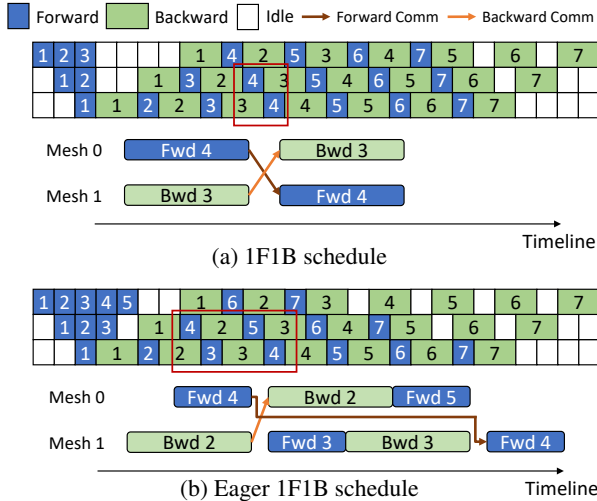 Forward Backward Idle Forward Comm Backward Comm
1 2 3 1 4 2 5 3 6 4 7 5 6 7
1 2 1 3 2 4 3 5 4 6 5 7 6 7
1 1 2 2 3 3 4 4 5 5 6 6 7 7
Mesh 0 Fwd 4 Bwd 3
Mesh 1 Bwd 3 Fwd 4
Timeline
(a) 1F1B schedule
1 2 3 4 5 1 6 2 7 3 4 5 6 7
1 2 3 1 4 2 5 3 6 4 7 5 6 7
1 1 2 2 3 3 4 4 5 5 6 6 7 7
Mesh 0 Fwd 4 Bwd 2 Fwd 5
Mesh 1 Bwd 2 Fwd 3 Bwd 3 Fwd 4
Timeline
(b) Eager 1F1B schedule